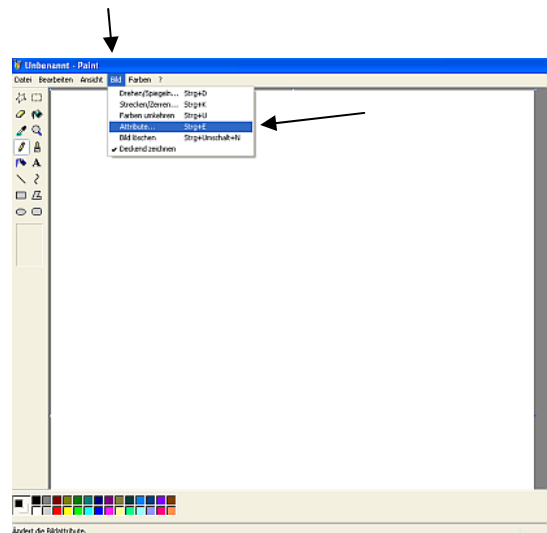 Unbenannt - Paint
Datei Bearbeiten Ansicht Bild Farben ?
Drehen/Spiegeln... Strg+D
Strecken/Zerren... Strg+K
Farben umkehren Strg+U
Attribute... Strg+E
Bild löschen Strg+Umschalt+N
Deckend zeichnen
A
Ändert die Bildattribute.